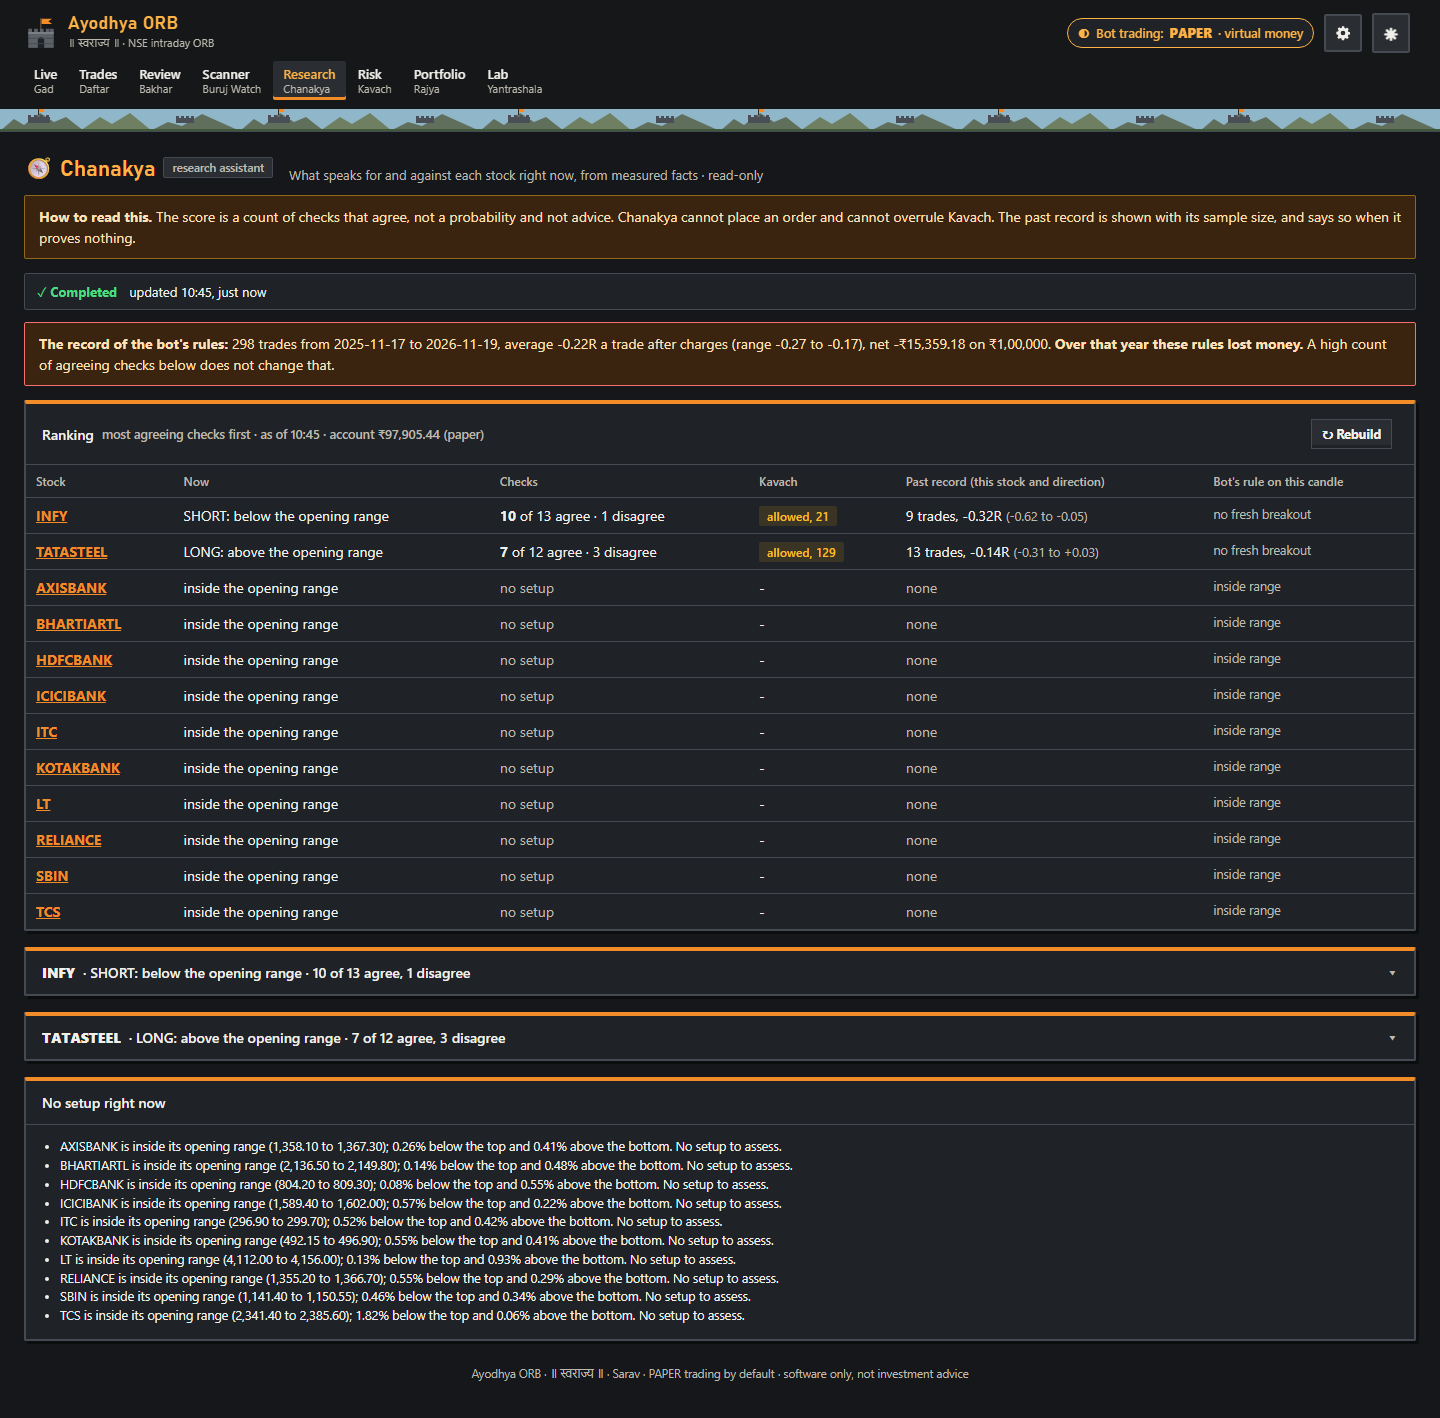 Ayodhya ORB
॥ स्वराज्य ॥ · NSE intraday ORB
Bot trading: PAPER · virtual money
Live Trades Review Scanner Research Risk Portfolio Lab
Gad Daftar Bakhar Buruj Watch Chanakya Kavach Rajya Yantrashala
Chanakya research assistant What speaks for and against each stock right now, from measured facts · read-only
How to read this. The score is a count of checks that agree, not a probability and not advice. Chanakya cannot place an order and cannot overrule Kavach. The past record is shown with its sample size, and says so when it
proves nothing.
✓ Completed updated 10:45, just now
The record of the bot's rules: 298 trades from 2025-11-17 to 2026-11-19, average -0.22R a trade after charges (range -0.27 to -0.17), net -₹15,359.18 on ₹1,00,000. Over that year these rules lost money. A high count
of agreeing checks below does not change that.
Ranking most agreeing checks first · as of 10:45 · account ₹97,905.44 (paper)
↻ Rebuild
Stock Now Checks Kavach Past record (this stock and direction) Bot's rule on this candle
INFY SHORT: below the opening range 10 of 13 agree · 1 disagree allowed, 21 9 trades, -0.32R (-0.62 to -0.05) no fresh breakout
TATASTEEL LONG: above the opening range 7 of 12 agree · 3 disagree allowed, 129 13 trades, -0.14R (-0.31 to +0.03) no fresh breakout
AXISBANK inside the opening range no setup - none inside range
BHARTIARTL inside the opening range no setup - none inside range
HDFCBANK inside the opening range no setup - none inside range
ICICIBANK inside the opening range no setup - none inside range
ITC inside the opening range no setup - none inside range
KOTAKBANK inside the opening range no setup - none inside range
LT inside the opening range no setup - none inside range
RELIANCE inside the opening range no setup - none inside range
SBIN inside the opening range no setup - none inside range
TCS inside the opening range no setup - none inside range
INFY · SHORT: below the opening range · 10 of 13 agree, 1 disagree
TATASTEEL · LONG: above the opening range · 7 of 12 agree, 3 disagree
No setup right now
• AXISBANK is inside its opening range (1,358.10 to 1,367.30); 0.26% below the top and 0.41% above the bottom. No setup to assess.
• BHARTIARTL is inside its opening range (2,136.50 to 2,149.80); 0.14% below the top and 0.48% above the bottom. No setup to assess.
• HDFCBANK is inside its opening range (804.20 to 809.30); 0.08% below the top and 0.55% above the bottom. No setup to assess.
• ICICIBANK is inside its opening range (1,589.40 to 1,602.00); 0.57% below the top and 0.22% above the bottom. No setup to assess.
• ITC is inside its opening range (296.90 to 299.70); 0.52% below the top and 0.42% above the bottom. No setup to assess.
• KOTAKBANK is inside its opening range (492.15 to 496.90); 0.55% below the top and 0.41% above the bottom. No setup to assess.
• LT is inside its opening range (4,112.00 to 4,156.00); 0.13% below the top and 0.93% above the bottom. No setup to assess.
• RELIANCE is inside its opening range (1,355.20 to 1,366.70); 0.55% below the top and 0.29% above the bottom. No setup to assess.
• SBIN is inside its opening range (1,141.40 to 1,150.55); 0.46% below the top and 0.34% above the bottom. No setup to assess.
• TCS is inside its opening range (2,341.40 to 2,385.60); 1.82% below the top and 0.06% above the bottom. No setup to assess.
Ayodhya ORB · ॥ स्वराज्य ॥ · Sarav · PAPER trading by default · software only, not investment advice